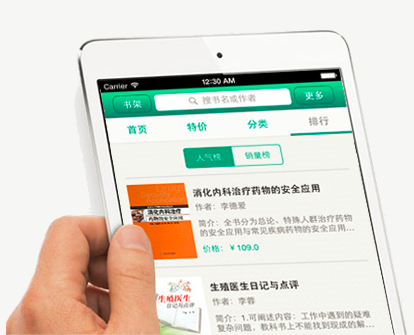 Carrier 12:30 AM
书架 搜书名或作者 更多
首页 特价 分类 排行
人气榜 销量榜
消化内科治疗药物的安全应用
消化内科治疗
药物的安全应用
作者：李德爱
简介：全书分为总论、特殊人群治疗药物
的安全应用与常见疾病药物的安全应用...
价格：￥109.0
生殖医生日记与点评
生殖医生
日记与点评
作者：李蓉
简介：1.可阐述内容：工作中遇到的疑难
复杂问题，教科书上不能找到现成的解...